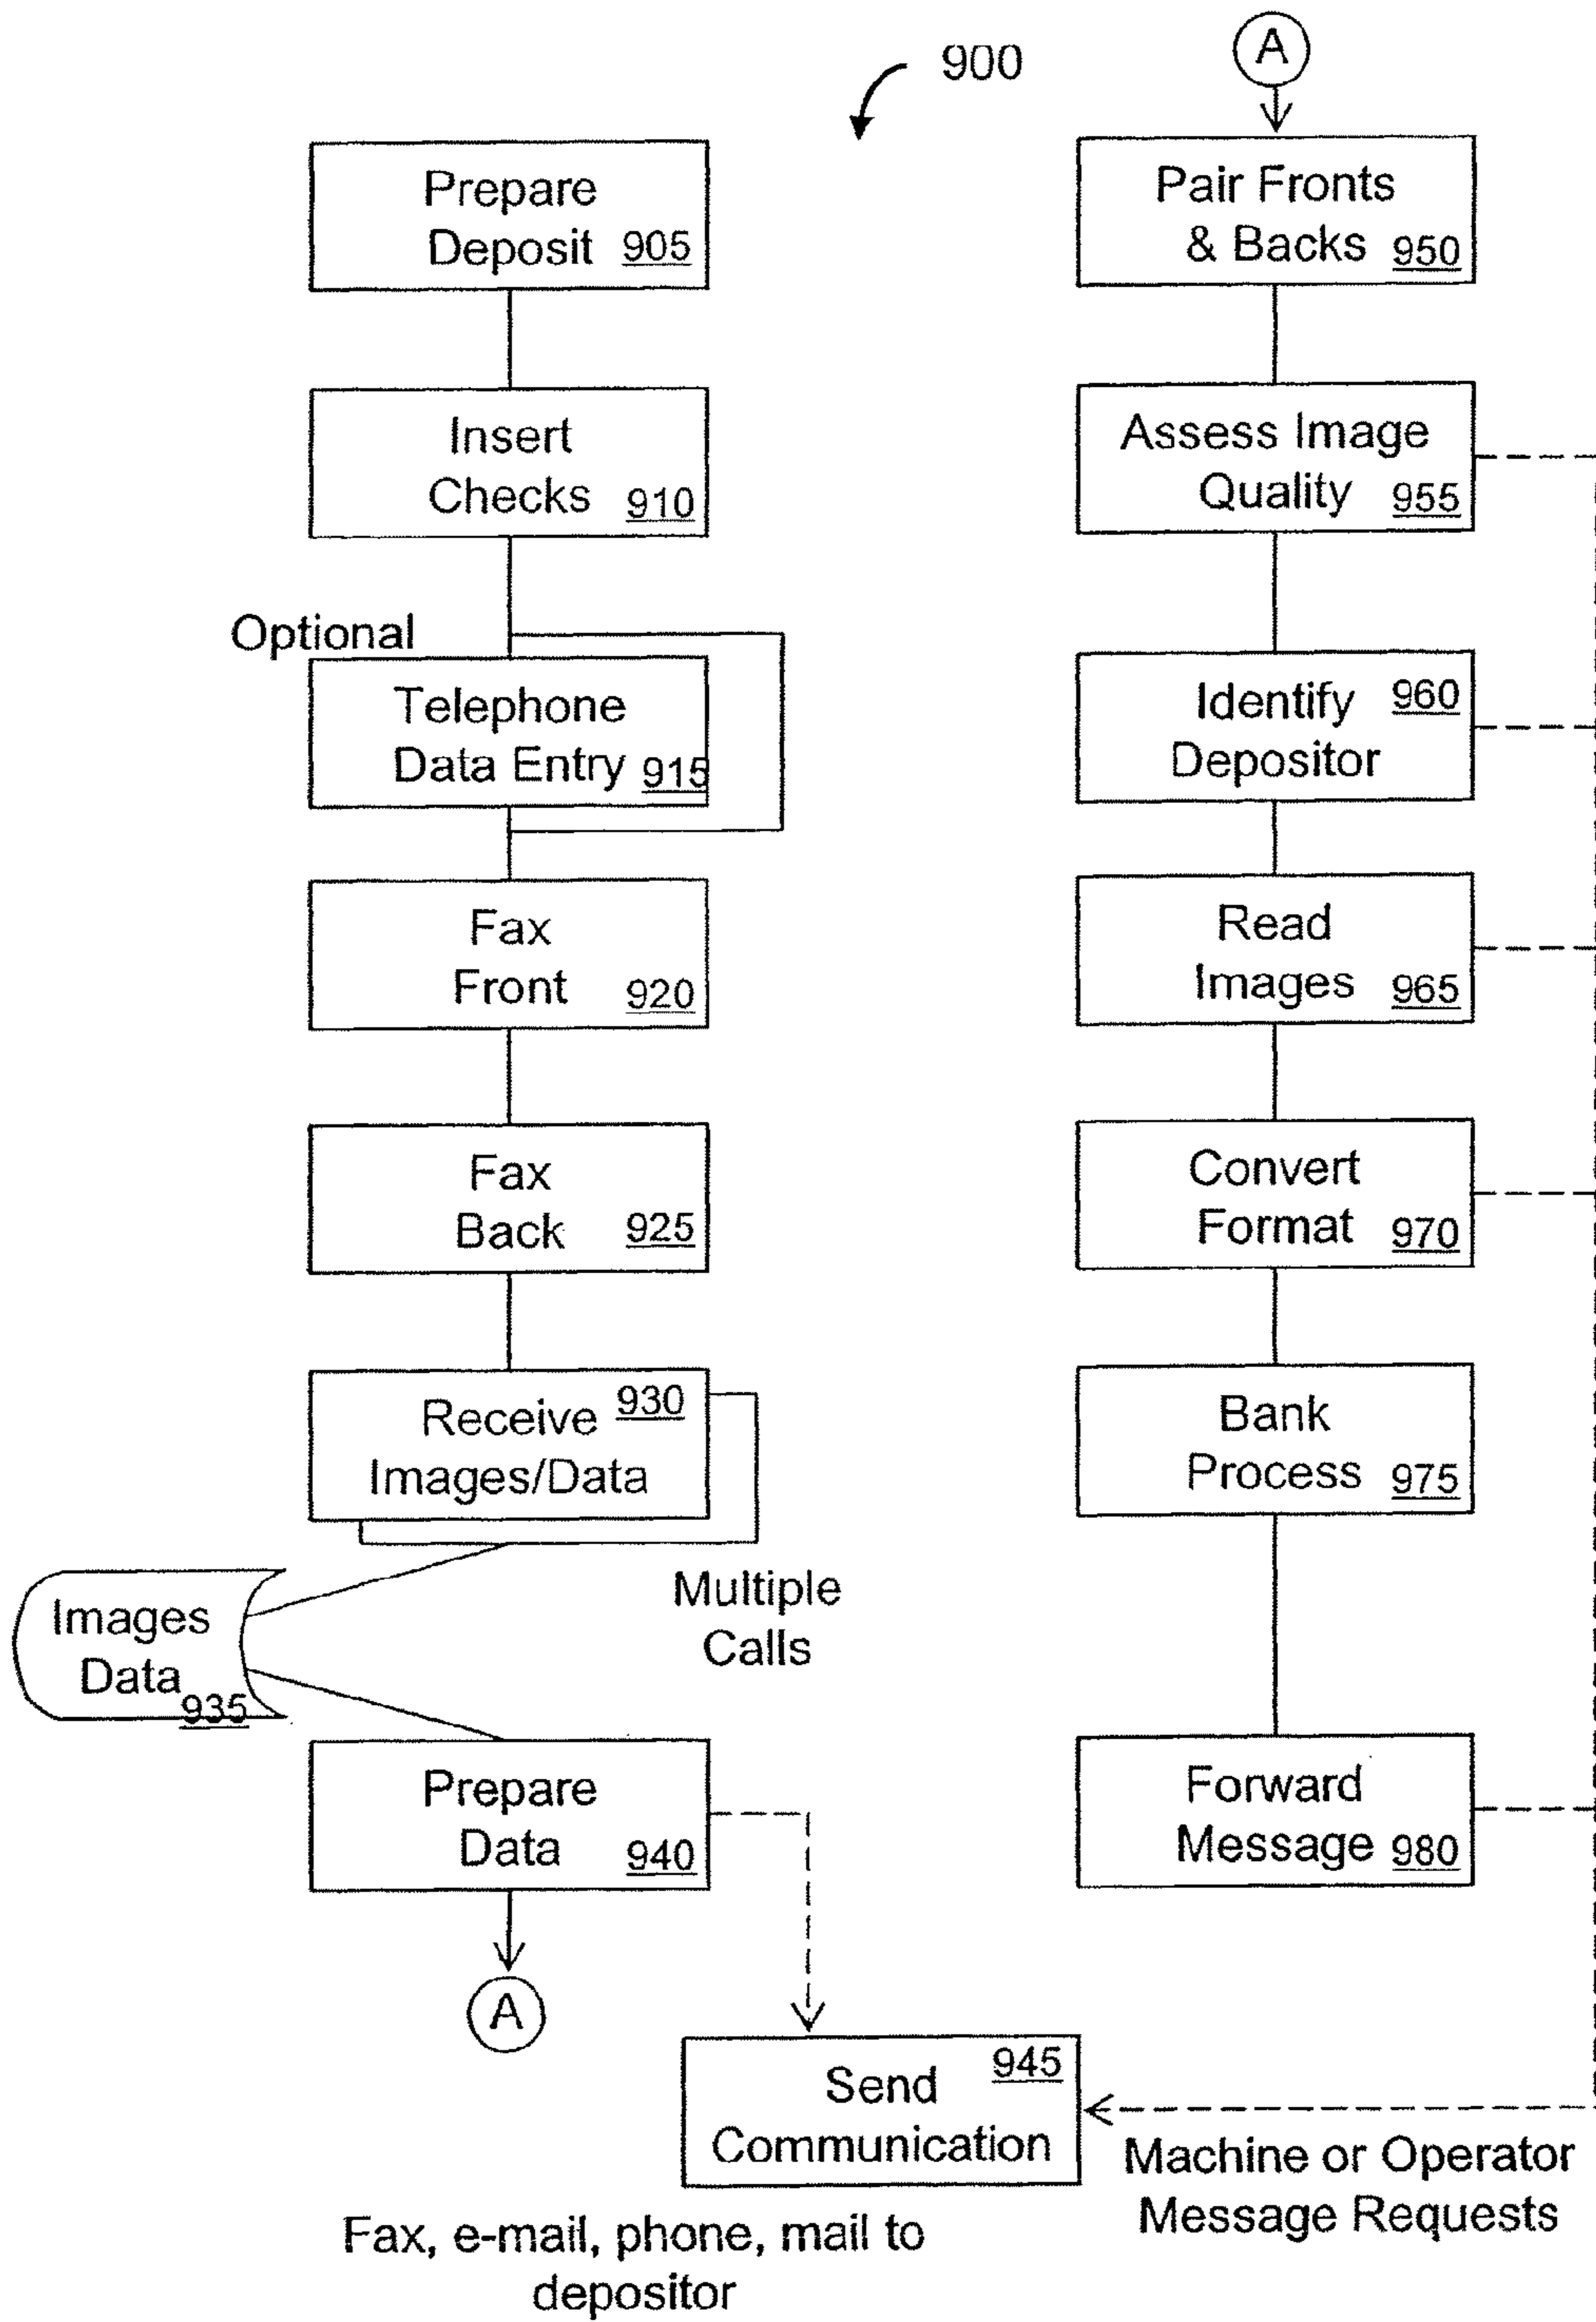 900
Prepare
Deposit 905
Insert
Checks 910
Optional
Telephone
Data Entry 915
Fax
Front 920
Fax
Back 925
Receive 930
Images/Data
Multiple
Calls
Images
Data 935
Prepare
Data 940
A
A
Pair Fronts
& Backs 950
Assess Image
Quality 955
Identify 960
Depositor
Read
Images 965
Convert
Format 970
Bank
Process 975
Forward
Message 980
Send 945
Communication
Machine or Operator
Message Requests
Fax, e-mail, phone, mail to
depositor